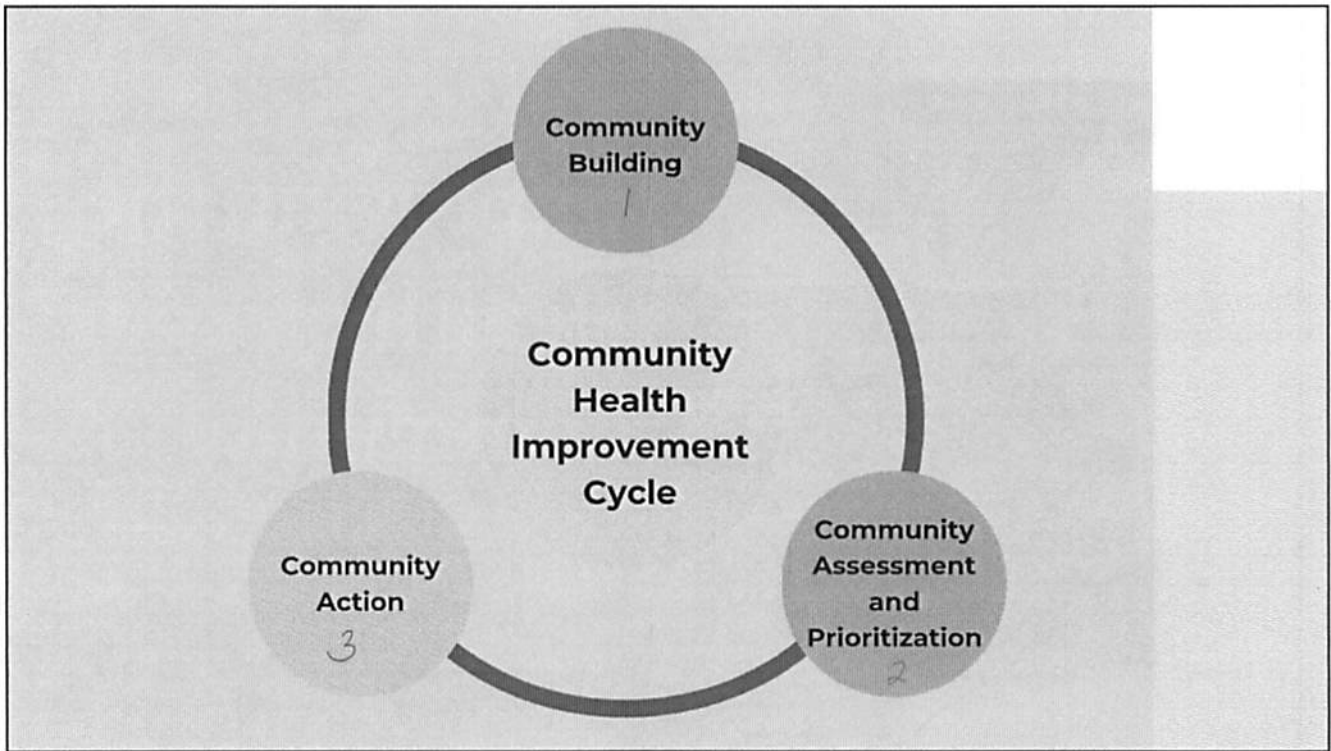 Community
Building
1
Community
Health
Improvement
Cycle
Community
Assessment
and
Prioritization
2
Community
Action
3